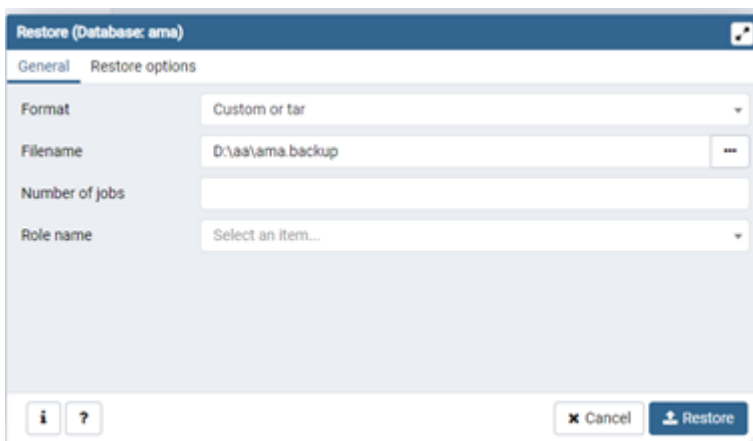 Restore (Database: ama)
General Restore options
Format Custom or tar
Filename D:\aa\ama.backup
Number of jobs
Role name Select an item...
i ? Cancel Restore